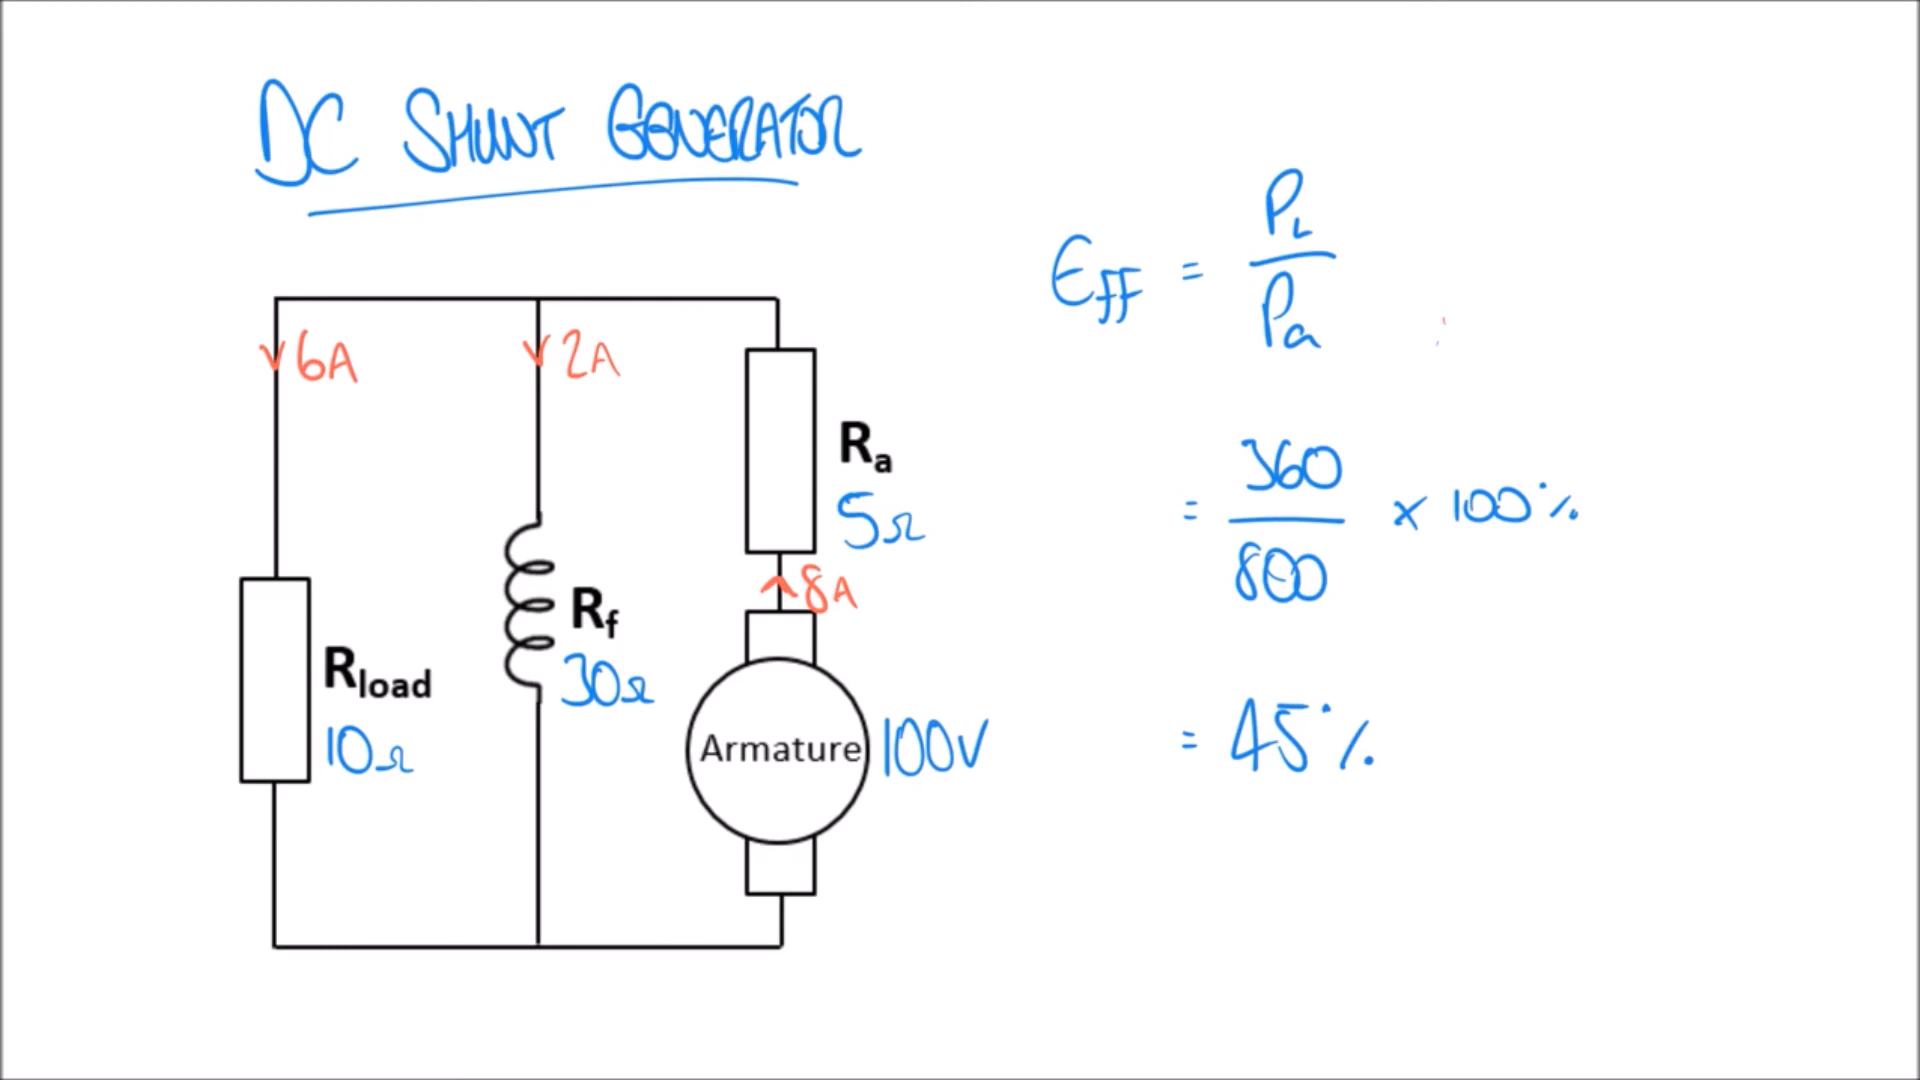 DC SHUNT GENERATOR
6A
2A
Ra
5Ω
8A
Rf
30Ω
Rload
10Ω
Armature
100V
Eff = PL / Pa
= 360 / 800 × 100%
= 45%